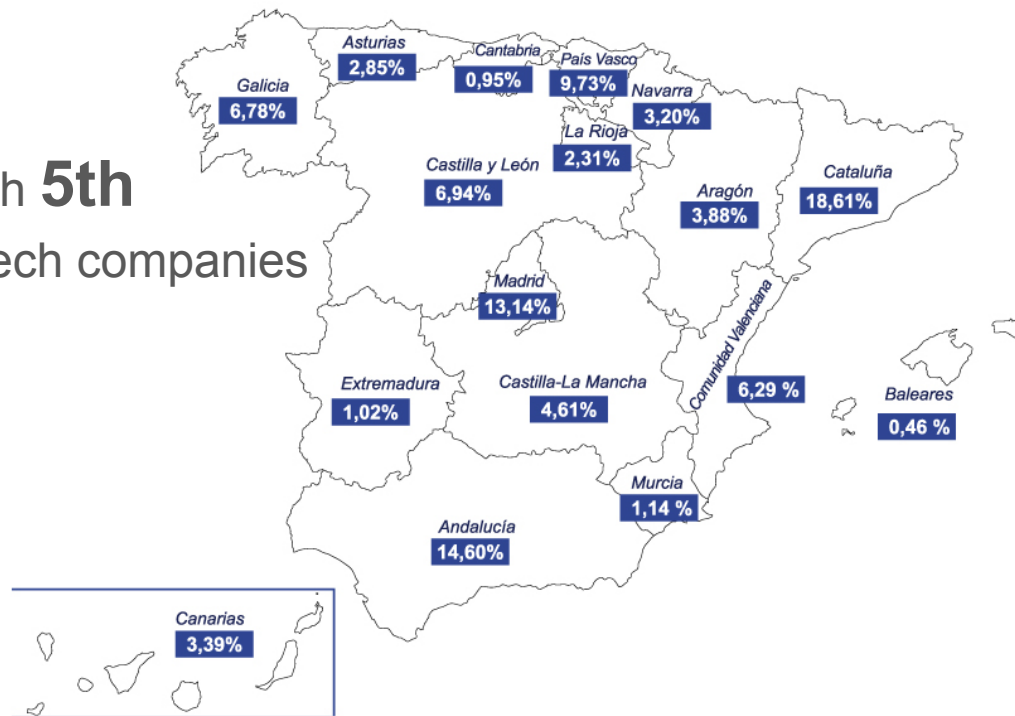 Asturias
2,85%
Cantabria
0,95%
País Vasco
9,73%
Galicia
6,78%
Navarra
3,20%
La Rioja
2,31%
5th
Castilla y León
6,94%
Aragón
3,88%
Cataluña
18,61%
companies
Madrid
13,14%
Comunidad Valenciana
6,29 %
Extremadura
1,02%
Castilla-La Mancha
4,61%
Baleares
0,46 %
Murcia
1,14 %
Andalucía
14,60%
Canarias
3,39%